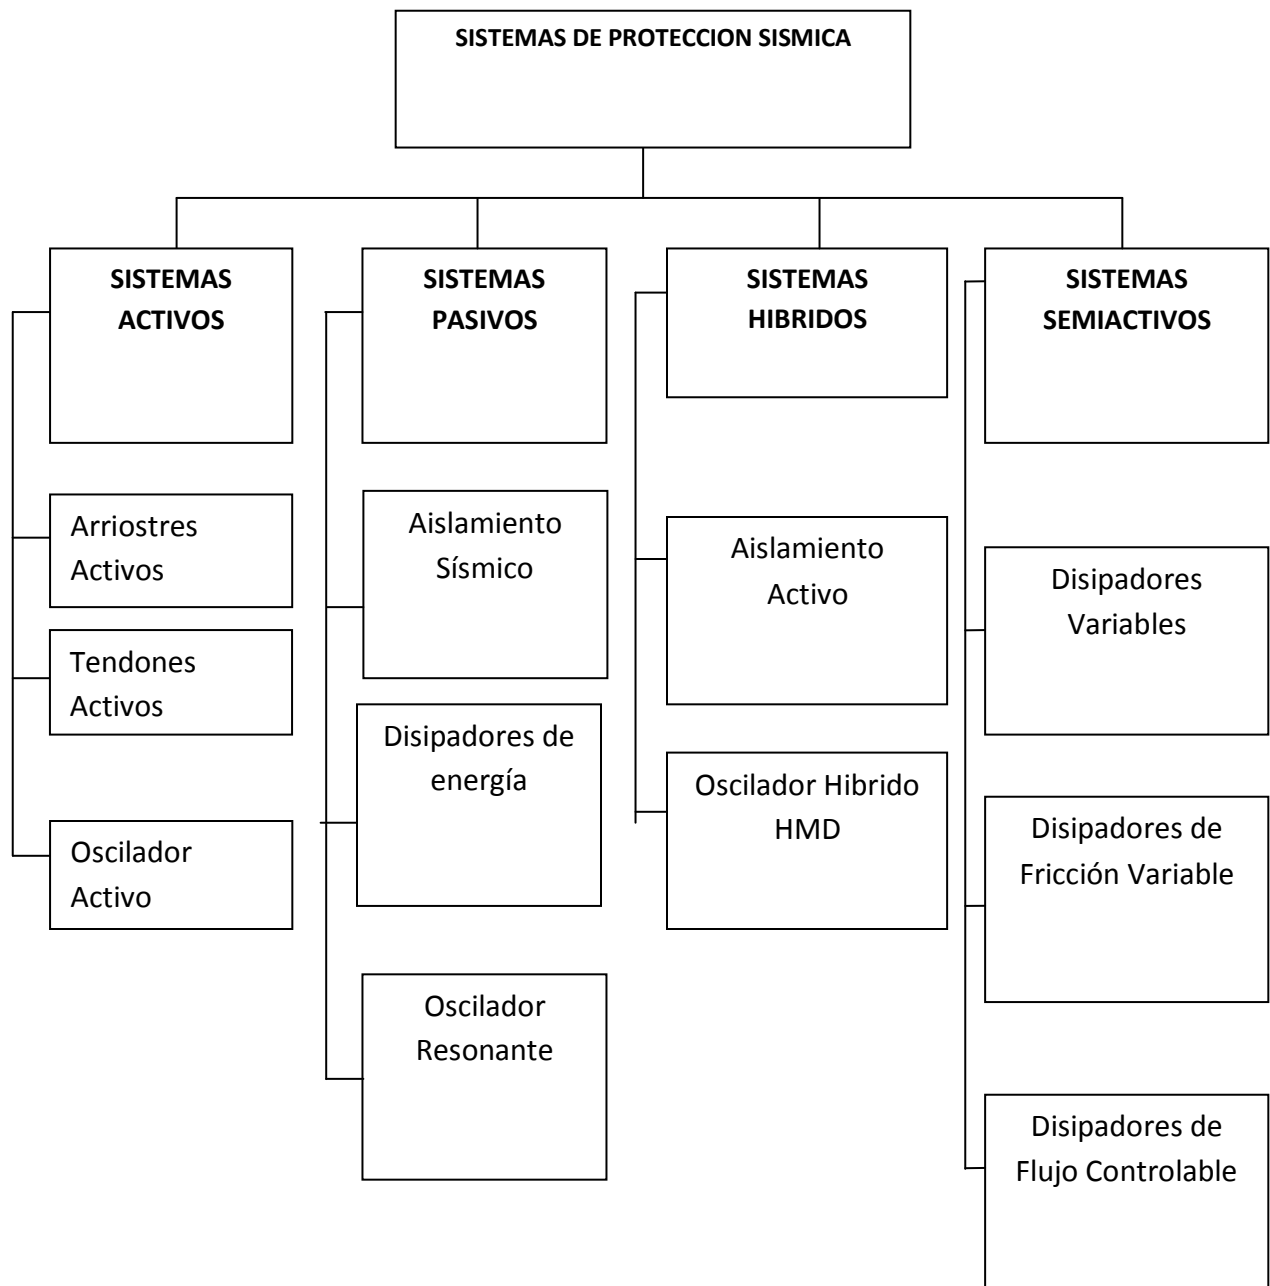 SISTEMAS DE PROTECCION SISMICA
SISTEMAS
ACTIVOS
Arriostres
Activos
Tendones
Activos
Oscilador
Activo
SISTEMAS
PASIVOS
Aislamiento
Sísmico
Disipadores de
energía
Oscilador
Resonante
SISTEMAS
HIBRIDOS
Aislamiento
Activo
Oscilador Hibrido
HMD
SISTEMAS
SEMIACTIVOS
Disipadores
Variables
Disipadores de
Fricción Variable
Disipadores de
Flujo Controlable